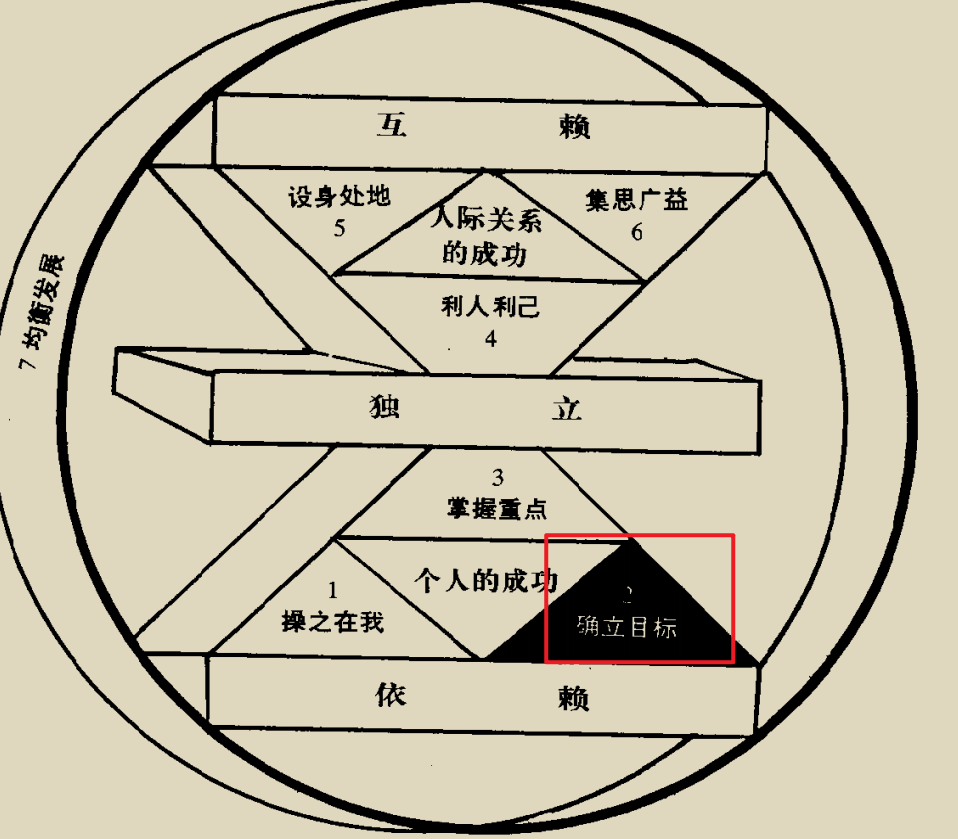 互 赖
设身处地
5
人际关系
的成功
集思广益
6
利人利己
4
7 均衡发展
独 立
3
掌握重点
个人的成功
1
操之在我
2
确立目标
依 赖